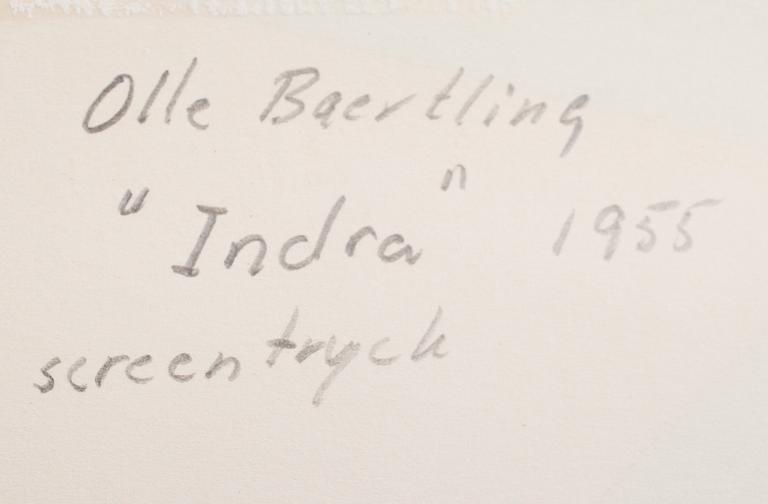 Olle Baertling
"Indra" 1955
screentryck